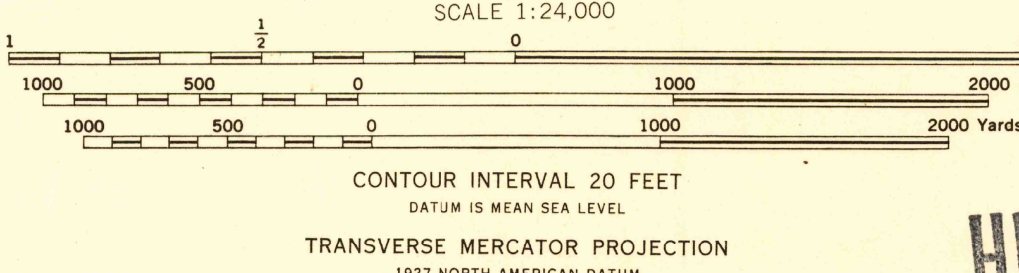 SCALE 1:24,000
1 1/2 0
1000 500 0 1000 2000
1000 500 0 1000 2000 Yards
CONTOUR INTERVAL 20 FEET
DATUM IS MEAN SEA LEVEL
TRANSVERSE MERCATOR PROJECTION
1927 NORTH AMERICAN DATUM